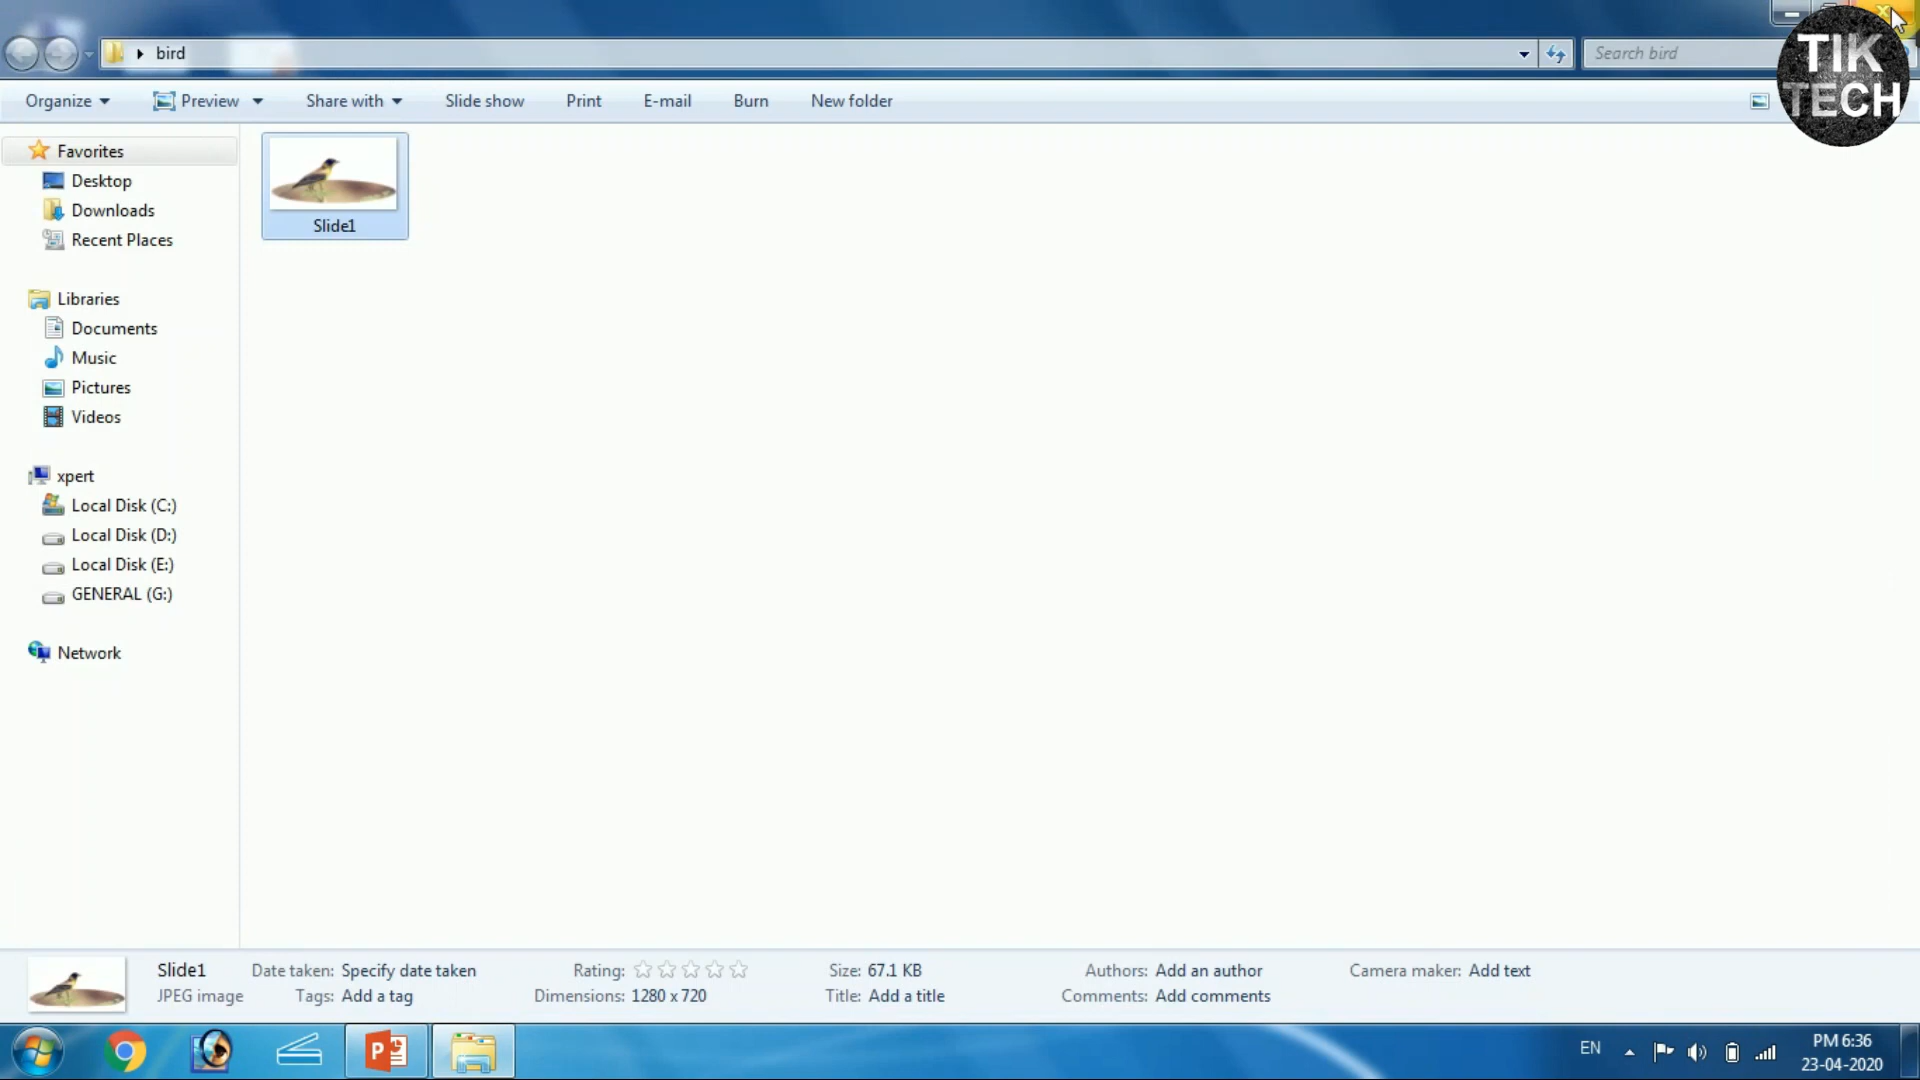 bird
Search bird
TIK
TECH
Organize
Preview
Share with
Slide show
Print
E-mail
Burn
New folder
Favorites
Desktop
Downloads
Recent Places
Libraries
Documents
Music
Pictures
Videos
xpert
Local Disk (C:)
Local Disk (D:)
Local Disk (E:)
GENERAL (G:)
Network
Slide1
Slide1 Date taken: Specify date taken Rating: Size: 67.1 KB Authors: Add an author Camera maker: Add text
JPEG image Tags: Add a tag Dimensions: 1280 x 720 Title: Add a title Comments: Add comments
P
EN
PM 6:36
23-04-2020